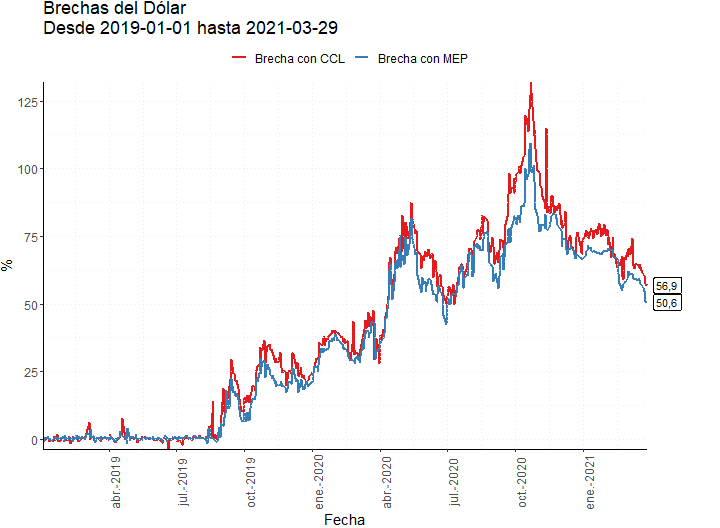 Brechas del Dólar
Desde 2019-01-01 hasta 2021-03-29
Brecha con CCL Brecha con MEP
125
100
75
50
25
0
%
56,9
50,6
abr.-2019
jul.-2019
oct.-2019
ene.-2020
abr.-2020
jul.-2020
oct.-2020
ene.-2021
Fecha